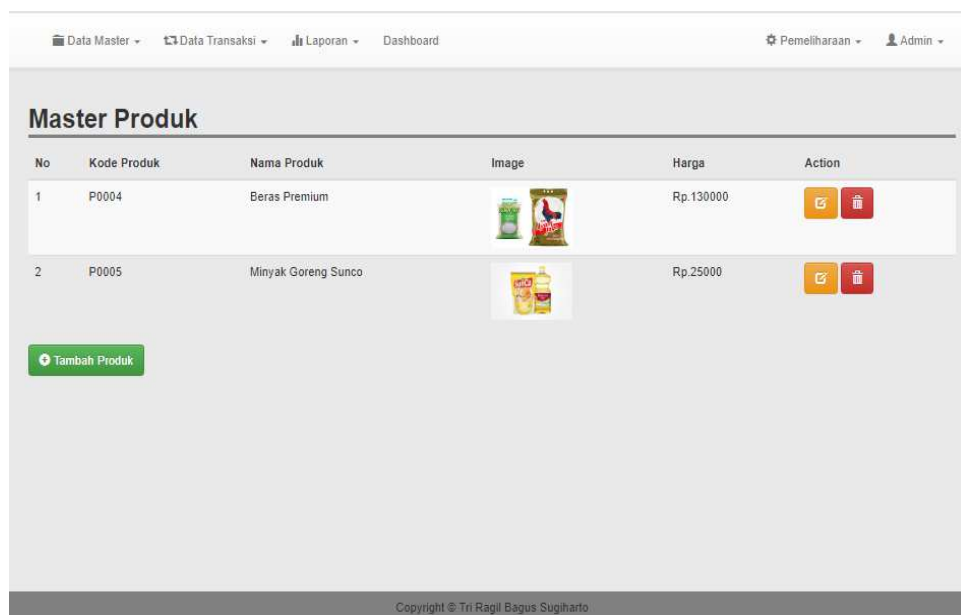 Data Master Data Transaksi Laporan Dashboard Pemeliharaan Admin
Master Produk
No Kode Produk Nama Produk Image Harga Action
1 P0004 Beras Premium Rp.130000
2 P0005 Minyak Goreng Sunco Rp.25000
Tambah Produk
Copyright © Tri Ragil Bagus Sugiharto